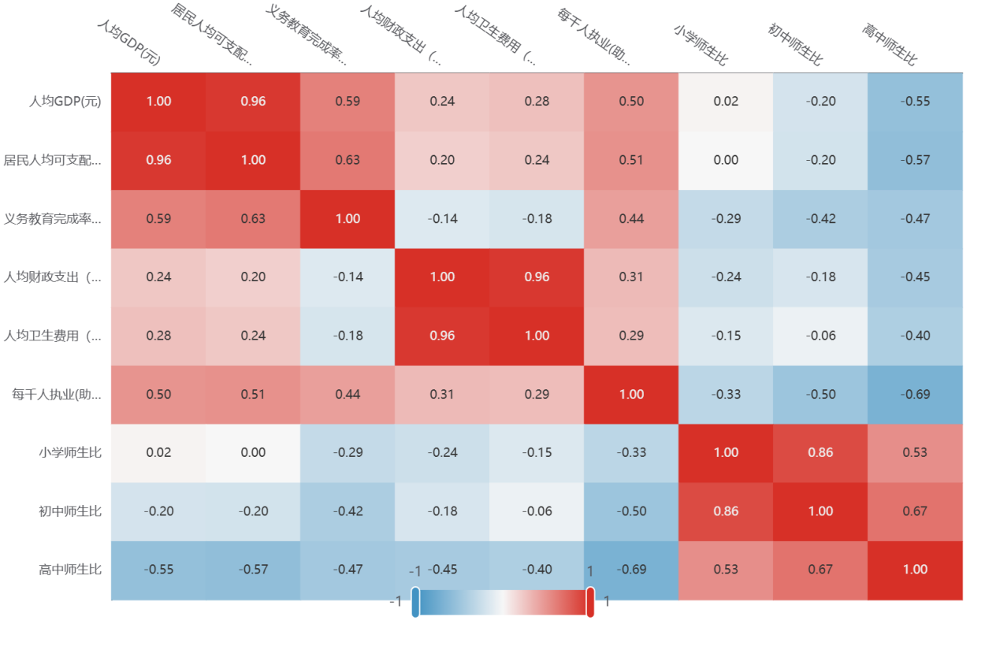 人均GDP(元)
居民人均可支配...
义务教育完成率...
人均财政支出（...
人均卫生费用（...
每千人执业(助...
小学师生比
初中师生比
高中师生比
人均GDP(元) 1.00 0.96 0.59 0.24 0.28 0.50 0.02 -0.20 -0.55
居民人均可支配... 0.96 1.00 0.63 0.20 0.24 0.51 0.00 -0.20 -0.57
义务教育完成率... 0.59 0.63 1.00 -0.14 -0.18 0.44 -0.29 -0.42 -0.47
人均财政支出（... 0.24 0.20 -0.14 1.00 0.96 0.31 -0.24 -0.18 -0.45
人均卫生费用（... 0.28 0.24 -0.18 0.96 1.00 0.29 -0.15 -0.06 -0.40
每千人执业(助... 0.50 0.51 0.44 0.31 0.29 1.00 -0.33 -0.50 -0.69
小学师生比 0.02 0.00 -0.29 -0.24 -0.15 -0.33 1.00 0.86 0.53
初中师生比 -0.20 -0.20 -0.42 -0.18 -0.06 -0.50 0.86 1.00 0.67
高中师生比 -0.55 -0.57 -0.47 -0.45 -0.40 -0.69 0.53 0.67 1.00
-1 1
-1 1